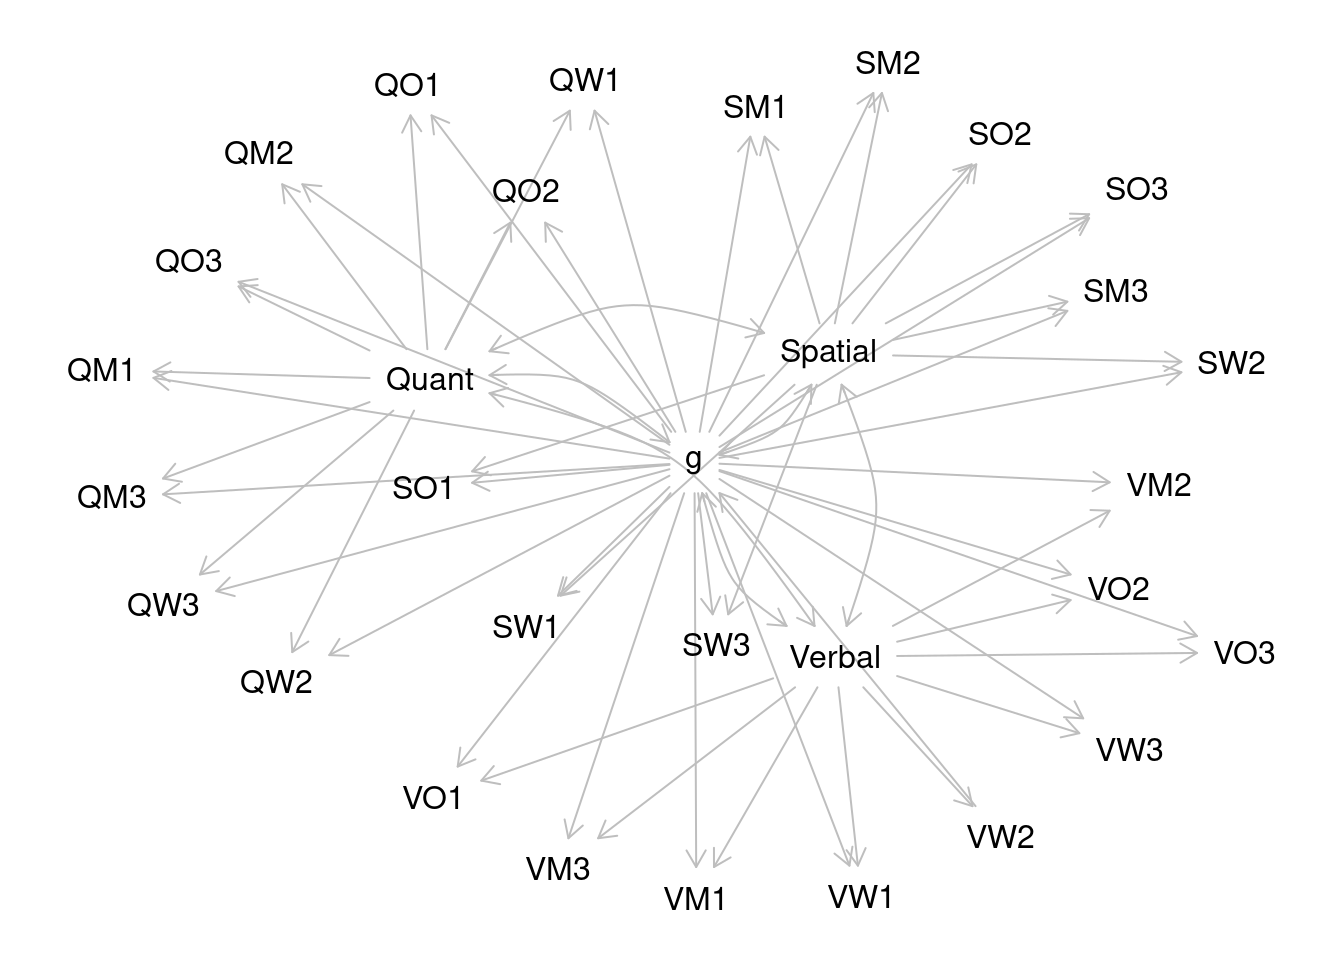 SM2
QO1
QW1
SM1
SO2
QM2
QO2
SO3
QO3
SM3
Spatial
SW2
QM1
Quant
g
VM2
SO1
QM3
VO2
QW3
SW1
SW3
VO3
Verbal
QW2
VW3
VO1
VW2
VM3
VM1
VW1